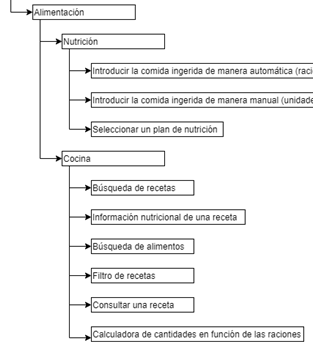 Alimentación
Nutrición
Introducir la comida ingerida de manera automática
Introducir la comida ingerida de manera manual
Seleccionar un plan de nutrición
Cocina
Búsqueda de recetas
Información nutricional de una receta
Búsqueda de alimentos
Filtro de recetas
Consultar una receta
Calculadora de cantidades en función de las raciones